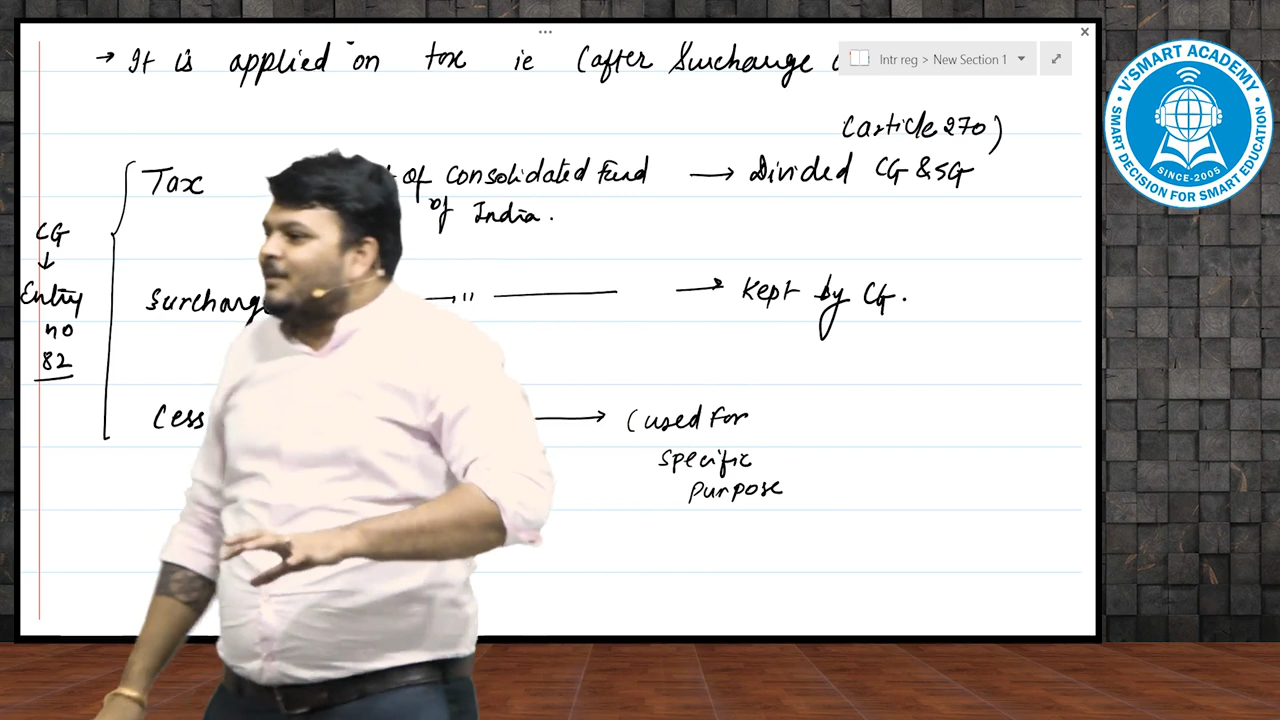 → It is applied on tax ie (after Surcharge
Intr reg > New Section 1
(article 270)
Tax of consolidated Fund → Divided CG & SG
of India.
CG
↓
Entry
no
82
Surcharge — " — → Kept by CG.
Cess → (used for
specific
purpose
V'SMART ACADEMY
SINCE-2005
SMART DECISION FOR SMART EDUCATION